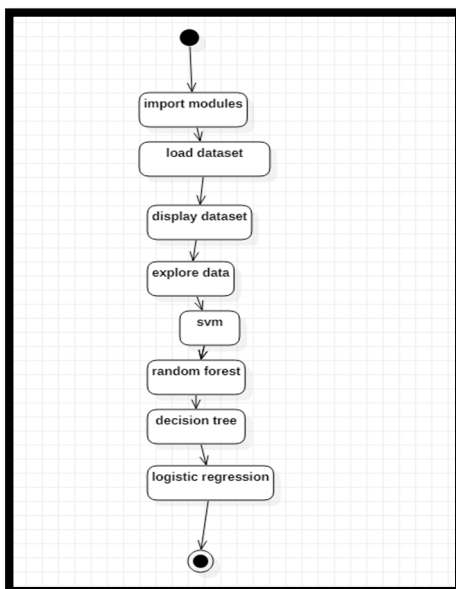 import modules
load dataset
display dataset
explore data
svm
random forest
decision tree
logistic regression